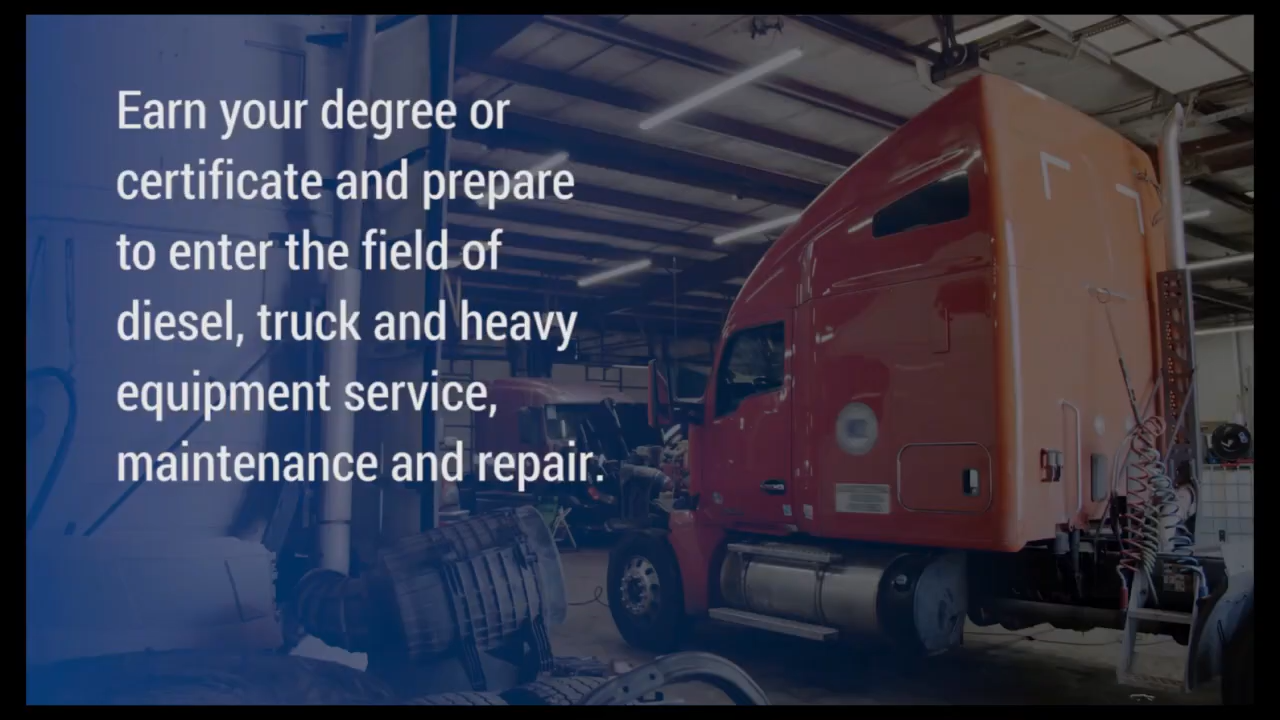 Earn your degree or
certificate and prepare
to enter the field of
diesel, truck and heavy
equipment service,
maintenance and repair.